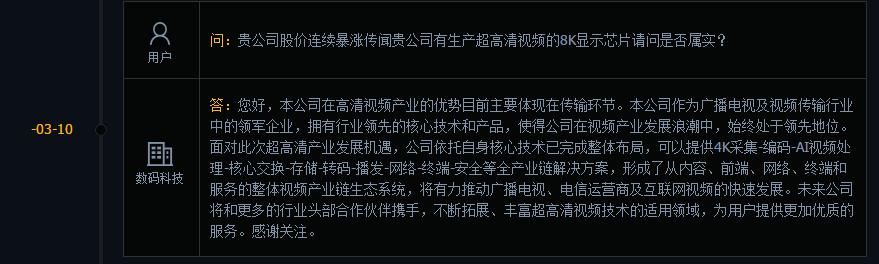 问：贵公司股价连续暴涨传闻贵公司有生产超高清视频的8K显示芯片请问是否属实？
用户
-03-10
答：您好，本公司在高清视频产业的优势目前主要体现在传输环节。本公司作为广播电视及视频传输行业
中的领军企业，拥有行业领先的核心技术和产品，使得公司在视频产业发展浪潮中，始终处于领先地位。
面对此次超高清产业发展机遇，公司依托自身核心技术已完成整体布局，可以提供4K采集-编码-AI视频处
理-核心交换-存储-转码-播发-网络-终端-安全等全产业链解决方案，形成了从内容、前端、网络、终端和
服务的整体视频产业链生态系统，将有力推动广播电视、电信运营商及互联网视频的快速发展。未来公司
将和更多的行业头部合作伙伴携手，不断拓展、丰富超高清视频技术的适用领域，为用户提供更加优质的
服务。感谢关注。
数码科技